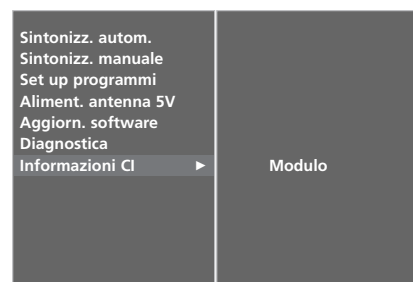 Sintonizz. autom.
Sintonizz. manuale
Set up programmi
Aliment. antenna 5V
Aggiorn. software
Diagnostica
Informazioni CI ►
Modulo